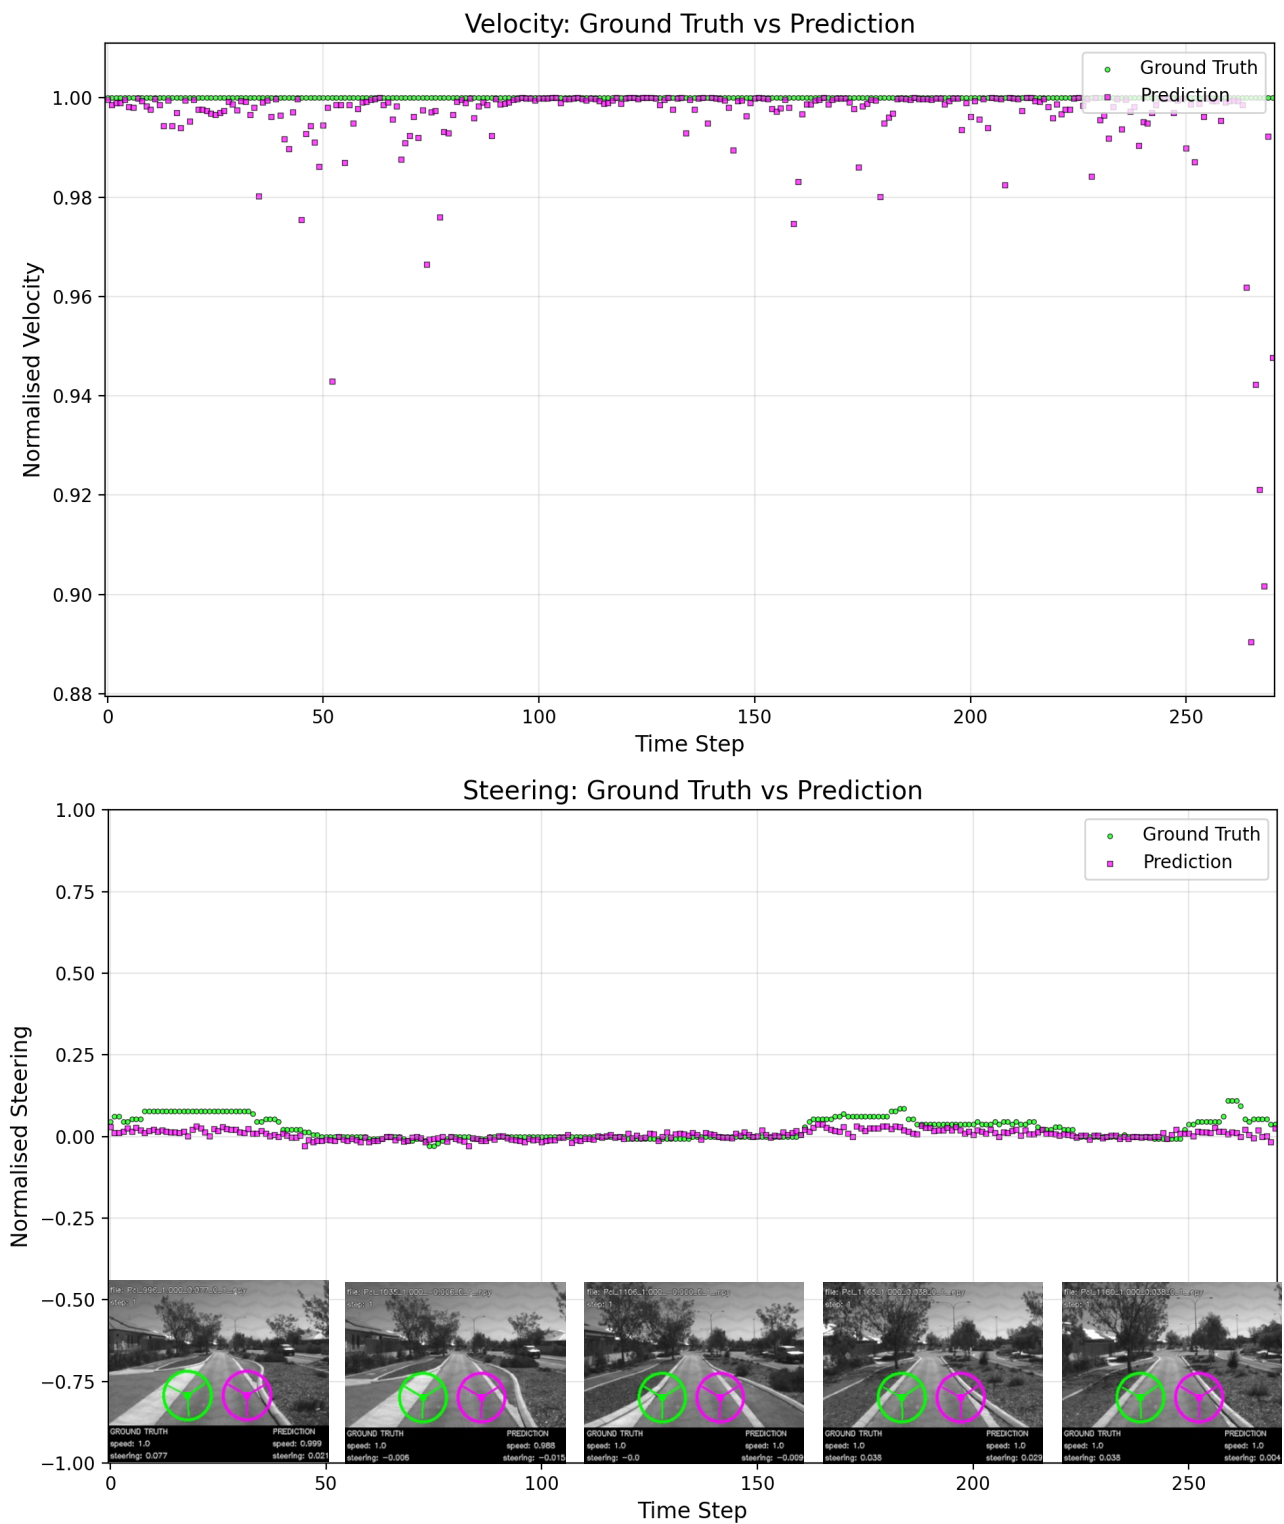 Velocity: Ground Truth vs Prediction
Ground Truth
Prediction
Normalised Velocity
1.00
0.98
0.96
0.94
0.92
0.90
0.88
0 50 100 150 200 250
Time Step
Steering: Ground Truth vs Prediction
Ground Truth
Prediction
Normalised Steering
1.00
0.75
0.50
0.25
0.00
−0.25
−0.50
−0.75
−1.00
GROUND TRUTH PREDICTION
speed: 1.0 speed: 0.999
steering: 0.077 steering: 0.021
GROUND TRUTH PREDICTION
speed: 1.0 speed: 0.988
steering: -0.006 steering: -0.015
GROUND TRUTH PREDICTION
speed: 1.0 speed: 1.0
steering: -0.0 steering: -0.009
GROUND TRUTH PREDICTION
speed: 1.0 speed: 1.0
steering: 0.038 steering: 0.029
GROUND TRUTH PREDICTION
speed: 1.0 speed: 1.0
steering: 0.038 steering: 0.004
0 50 100 150 200 250
Time Step